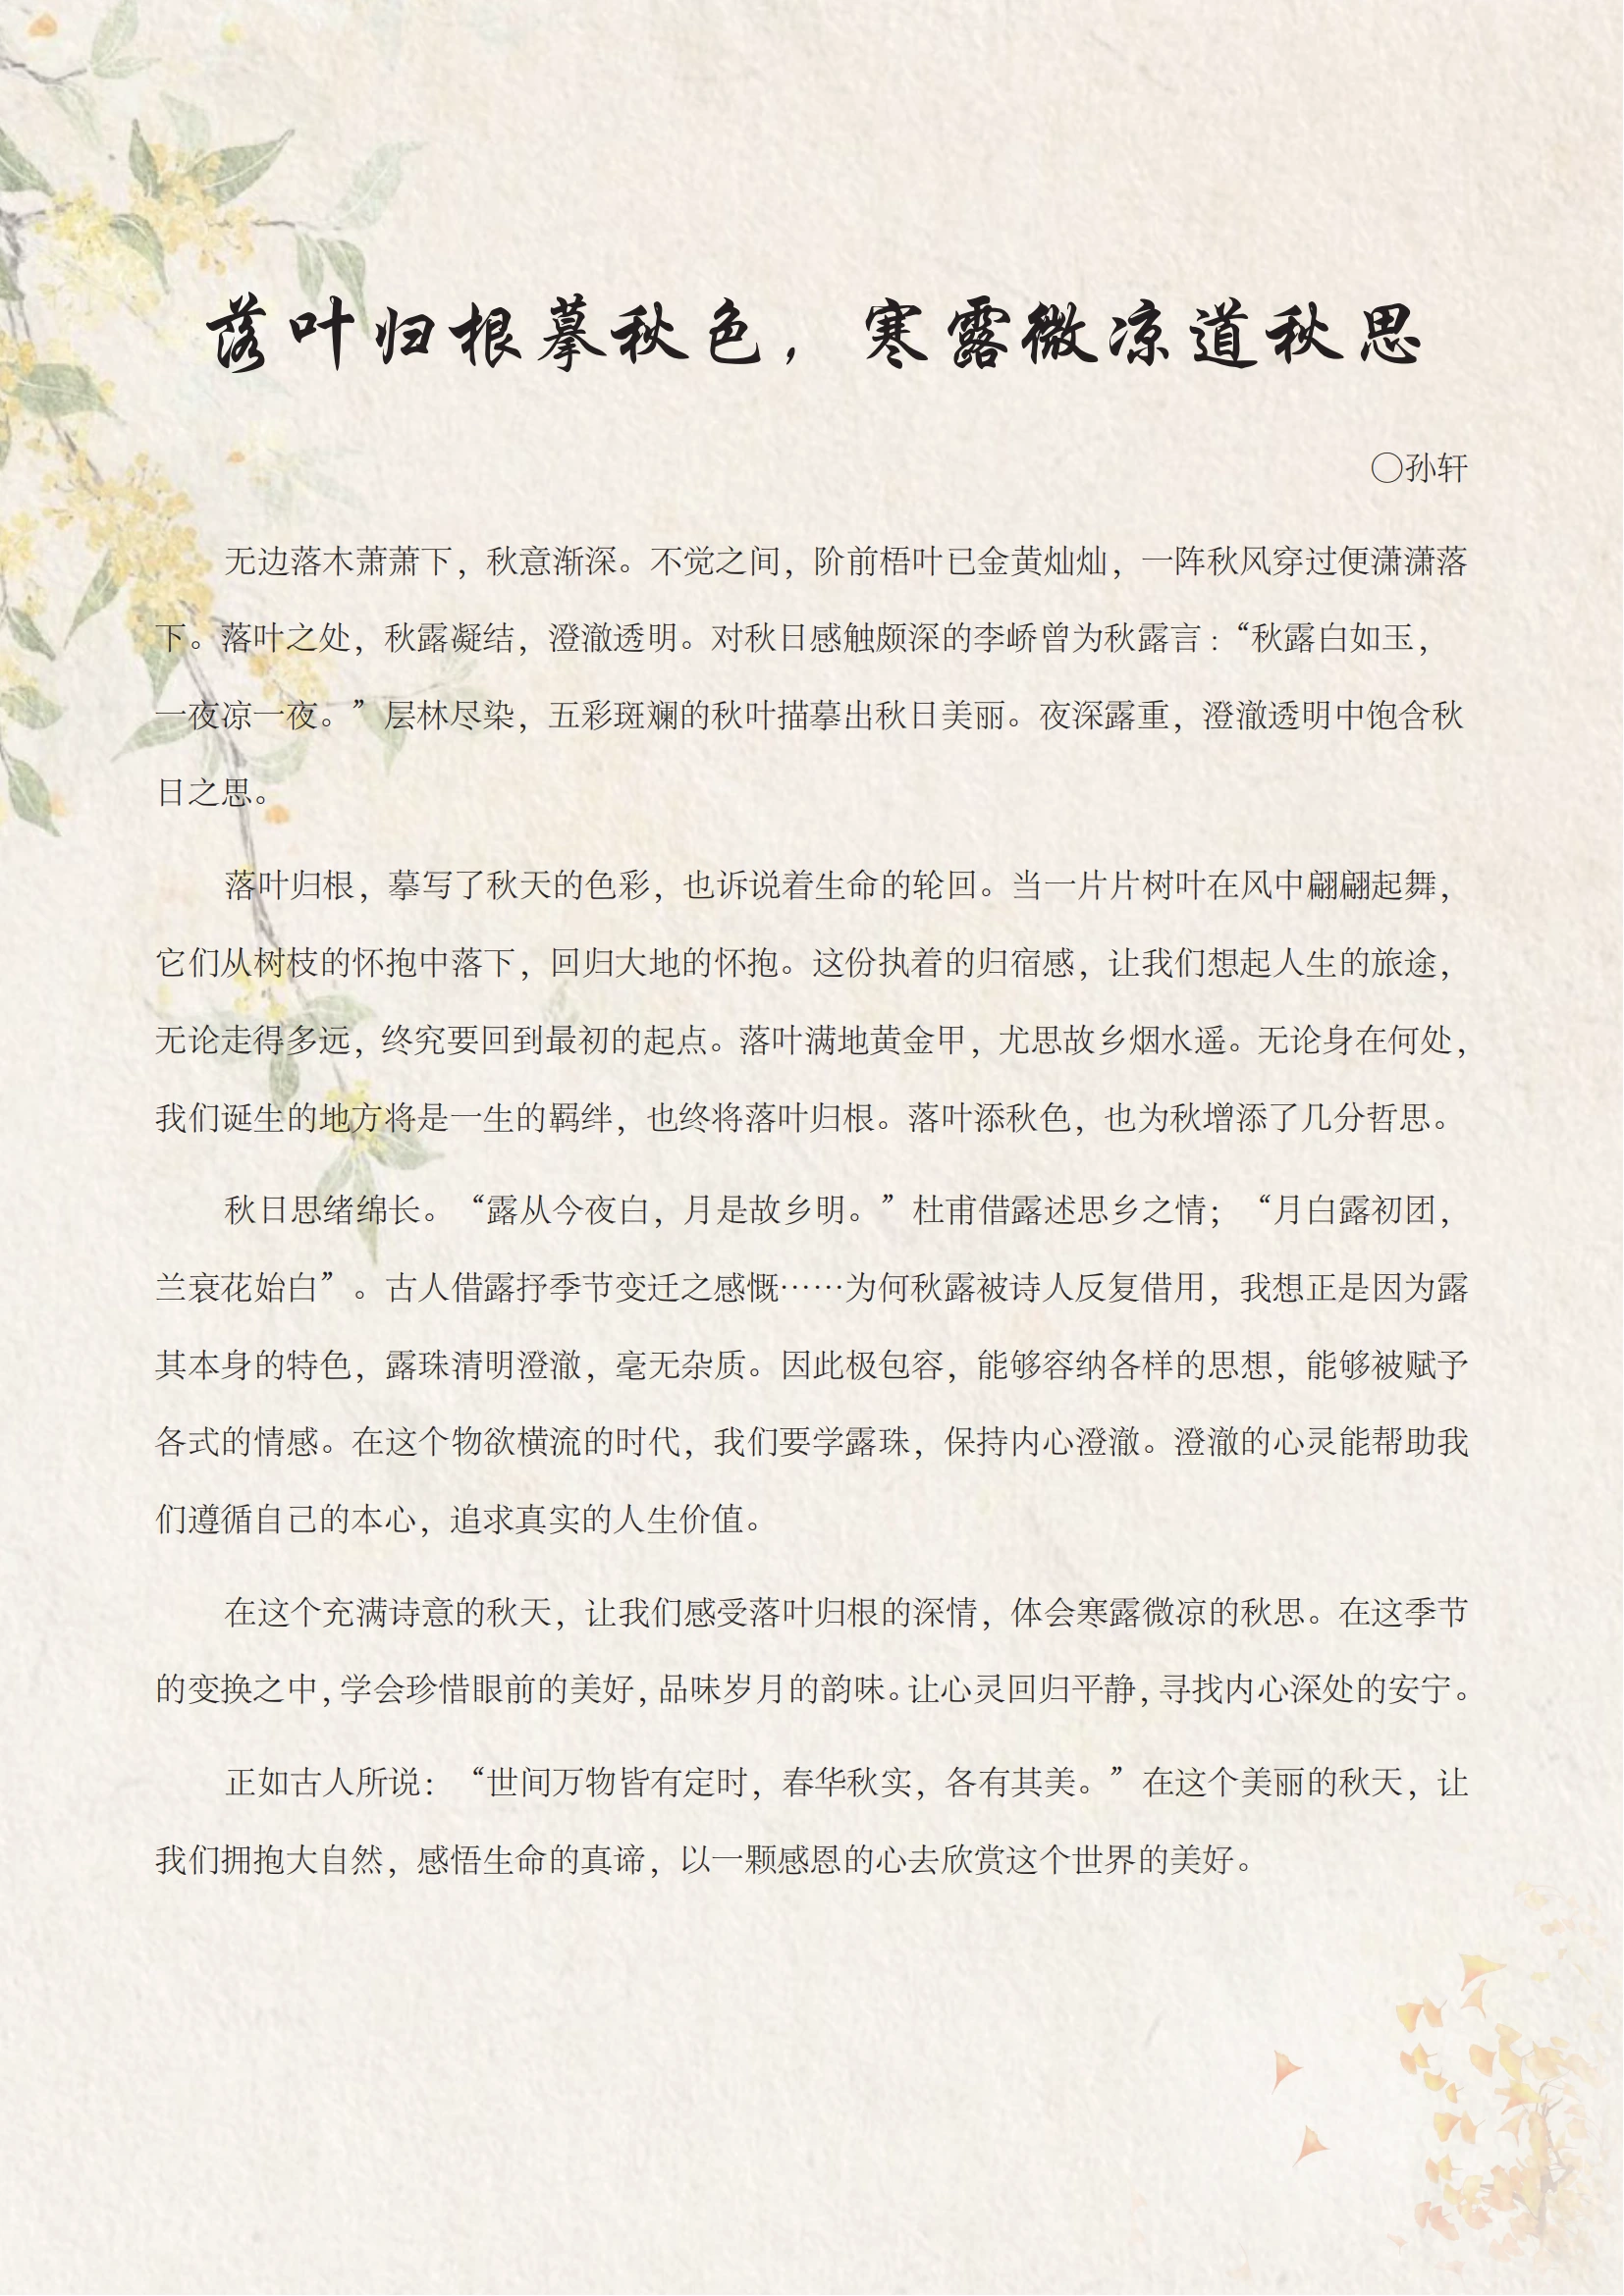 落叶归根摹秋色，寒露微凉道秋思
〇孙轩
无边落木萧萧下，秋意渐深。不觉之间，阶前梧叶已金黄灿灿，一阵秋风穿过便潇潇落
下。落叶之处，秋露凝结，澄澈透明。对秋日感触颇深的李峤曾为秋露言：“秋露白如玉，
一夜凉一夜。”层林尽染，五彩斑斓的秋叶描摹出秋日美丽。夜深露重，澄澈透明中饱含秋
日之思。
落叶归根，摹写了秋天的色彩，也诉说着生命的轮回。当一片片树叶在风中翩翩起舞，
它们从树枝的怀抱中落下，回归大地的怀抱。这份执着的归宿感，让我们想起人生的旅途，
无论走得多远，终究要回到最初的起点。落叶满地黄金甲，尤思故乡烟水遥。无论身在何处，
我们诞生的地方将是一生的羁绊，也终将落叶归根。落叶添秋色，也为秋增添了几分哲思。
秋日思绪绵长。“露从今夜白，月是故乡明。”杜甫借露述思乡之情；“月白露初团，
兰衰花始白”。古人借露抒季节变迁之感慨……为何秋露被诗人反复借用，我想正是因为露
其本身的特色，露珠清明澄澈，毫无杂质。因此极包容，能够容纳各样的思想，能够被赋予
各式的情感。在这个物欲横流的时代，我们要学露珠，保持内心澄澈。澄澈的心灵能帮助我
们遵循自己的本心，追求真实的人生价值。
在这个充满诗意的秋天，让我们感受落叶归根的深情，体会寒露微凉的秋思。在这季节
的变换之中，学会珍惜眼前的美好，品味岁月的韵味。让心灵回归平静，寻找内心深处的安宁。
正如古人所说：“世间万物皆有定时，春华秋实，各有其美。”在这个美丽的秋天，让
我们拥抱大自然，感悟生命的真谛，以一颗感恩的心去欣赏这个世界的美好。